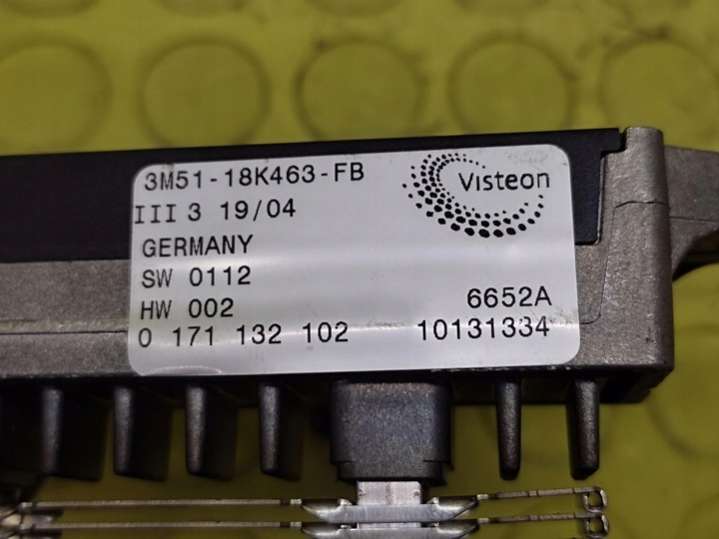 3M51-18K463-FB
Visteon
III 3 19/04
GERMANY
SW 0112
HW 002 6652A
0 171 132 102 10131334